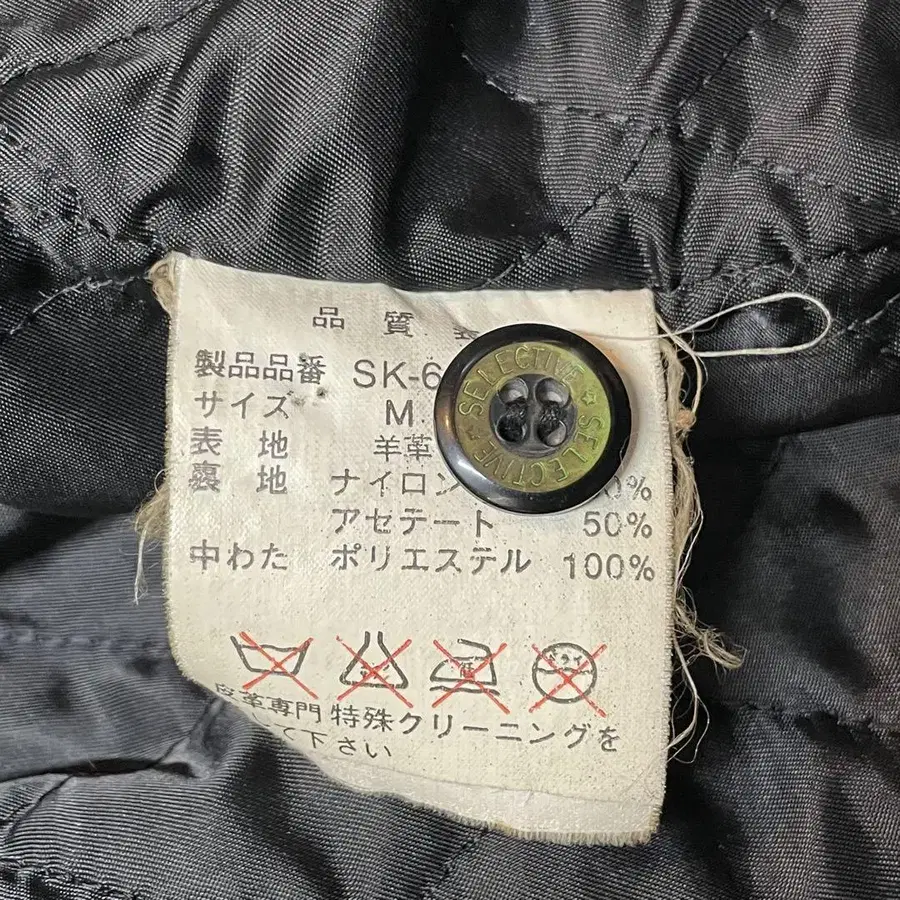 品質
製品品番 SK-6
サイズ M
表地 羊革
裏地 ナイロン 0%
アセテート 50%
中わた ポリエステル 100%
皮革専門特殊クリーニングを
て下さい
SELECTIVE ★ SELECTIVE ★